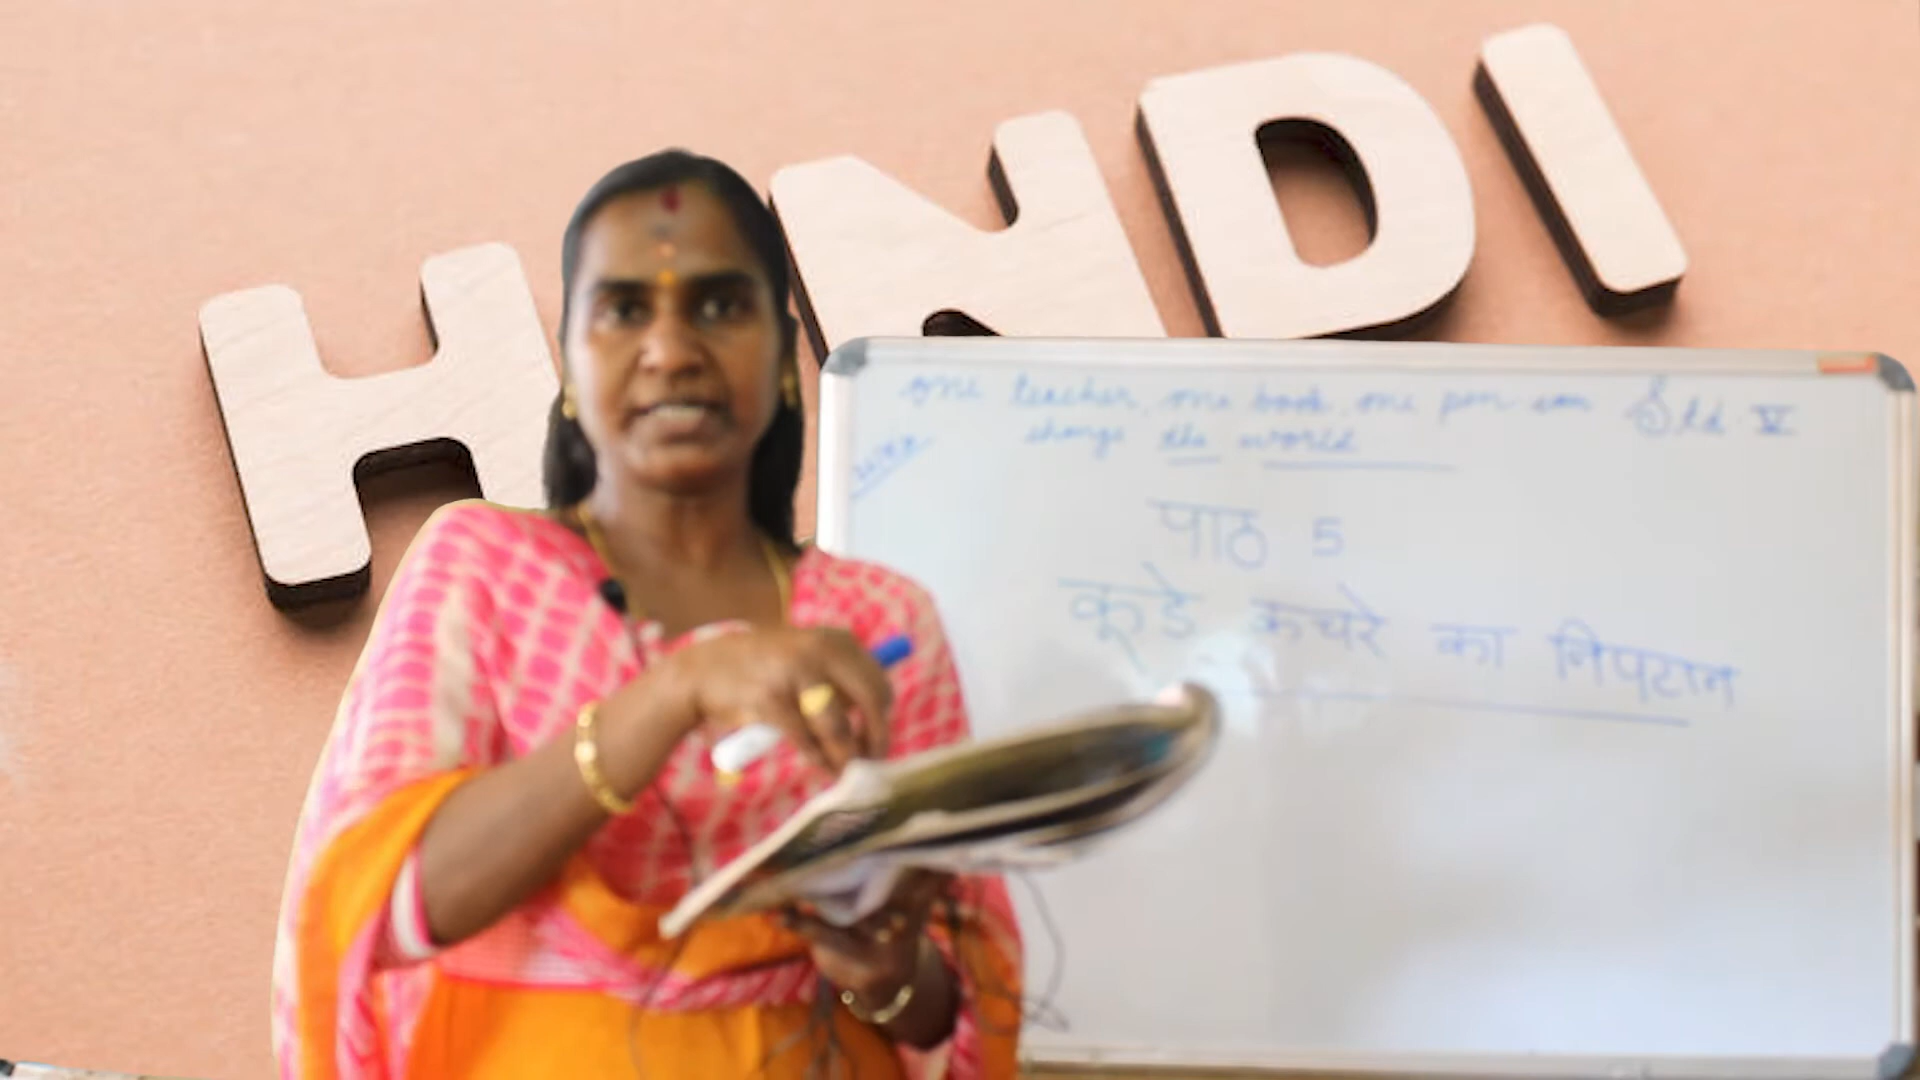 HINDI
one teacher, one book, one pen can Std. V
change the world
पाठ 5
कूडे कचरे का निपटान